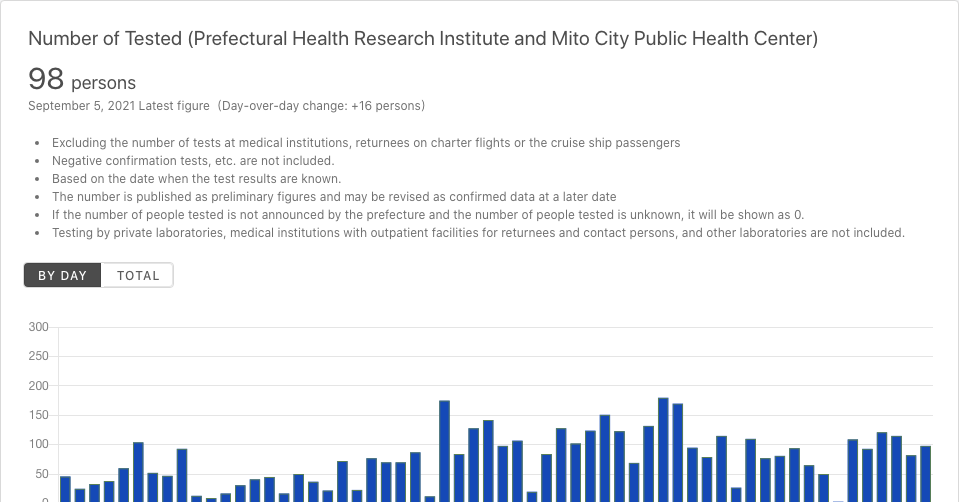 Number of Tested (Prefectural Health Research Institute and Mito City Public Health Center)
98 persons
September 5, 2021 Latest figure (Day-over-day change: +16 persons)
• Excluding the number of tests at medical institutions, returnees on charter flights or the cruise ship passengers
• Negative confirmation tests, etc. are not included.
• Based on the date when the test results are known.
• The number is published as preliminary figures and may be revised as confirmed data at a later date
• If the number of people tested is not announced by the prefecture and the number of people tested is unknown, it will be shown as 0.
• Testing by private laboratories, medical institutions with outpatient facilities for returnees and contact persons, and other laboratories are not included.
BY DAY TOTAL
300
250
200
150
100
50
0